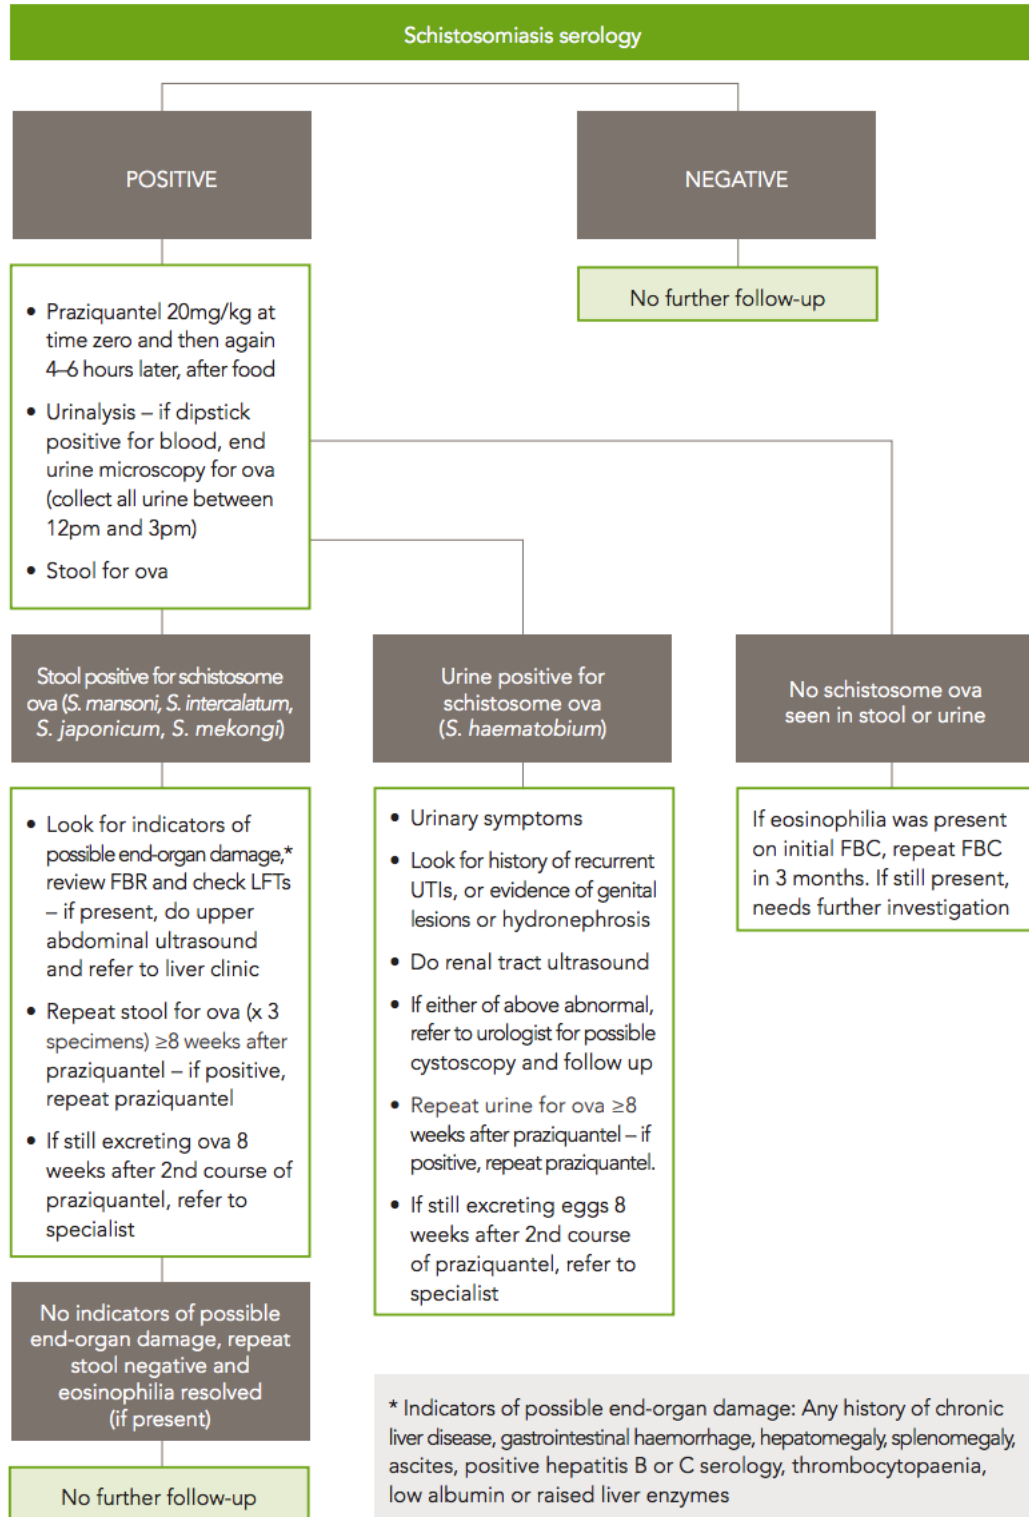 Schistosomiasis serology
POSITIVE
NEGATIVE
• Praziquantel 20mg/kg at
time zero and then again
4–6 hours later, after food
• Urinalysis – if dipstick
positive for blood, end
urine microscopy for ova
(collect all urine between
12pm and 3pm)
• Stool for ova
No further follow-up
Stool positive for schistosome
ova (S. mansoni, S. intercalatum,
S. japonicum, S. mekongi)
Urine positive for
schistosome ova
(S. haematobium)
No schistosome ova
seen in stool or urine
• Look for indicators of
possible end-organ damage,*
review FBR and check LFTs
– if present, do upper
abdominal ultrasound
and refer to liver clinic
• Repeat stool for ova (x 3
specimens) ≥8 weeks after
praziquantel – if positive,
repeat praziquantel
• If still excreting ova 8
weeks after 2nd course of
praziquantel, refer to
specialist
• Urinary symptoms
• Look for history of recurrent
UTIs, or evidence of genital
lesions or hydronephrosis
• Do renal tract ultrasound
• If either of above abnormal,
refer to urologist for possible
cystoscopy and follow up
• Repeat urine for ova ≥8
weeks after praziquantel – if
positive, repeat praziquantel.
• If still excreting eggs 8
weeks after 2nd course
of praziquantel, refer to
specialist
If eosinophilia was present
on initial FBC, repeat FBC
in 3 months. If still present,
needs further investigation
No indicators of possible
end-organ damage, repeat
stool negative and
eosinophilia resolved
(if present)
No further follow-up
* Indicators of possible end-organ damage: Any history of chronic
liver disease, gastrointestinal haemorrhage, hepatomegaly, splenomegaly,
ascites, positive hepatitis B or C serology, thrombocytopaenia,
low albumin or raised liver enzymes